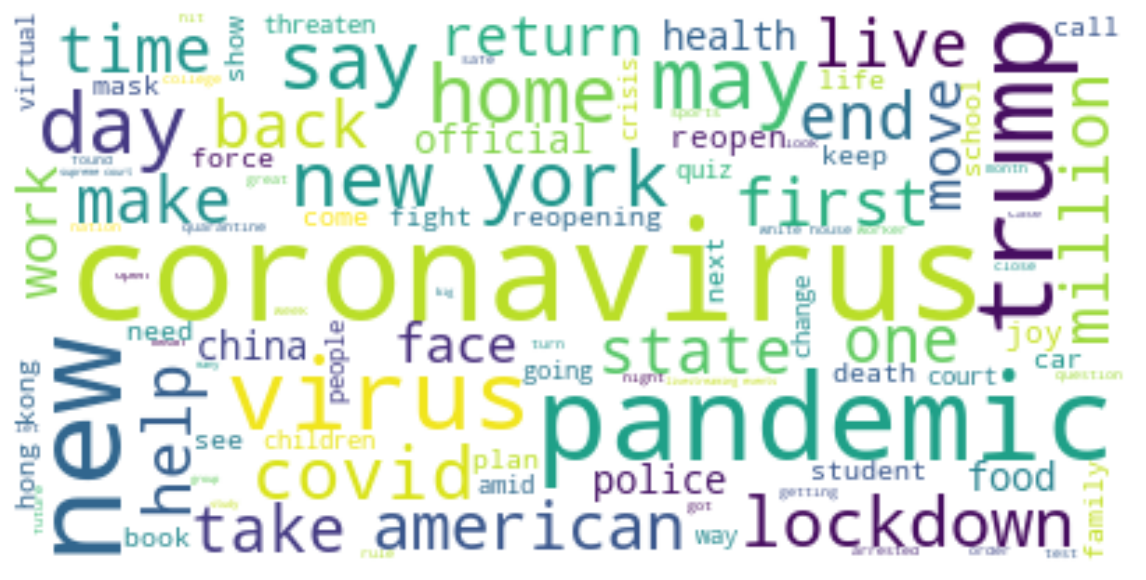 hit
virtual
time
show
threaten
say
return
health
live
trump
call
mask
college
safe
home
crisis
may
life
million
day
back
official
sports
reopen
look
end
move
school
force
found
supreme court
great
new york
quiz
keep
month
first
work
make
nation
quarantine
come
fight
reopening
white house
worker
case
coronavirus
next
close
big
week
need
china
people
face
turn
state
change
one
joy
car
new
help
many
virus
going
night
livestreaming events
death
court
question
hong kong
see
children
covid
plan
amid
pandemic
group
study
future
police
student
food
family
getting
book
take
american
got
way
lockdown
rule
arrested
order
test